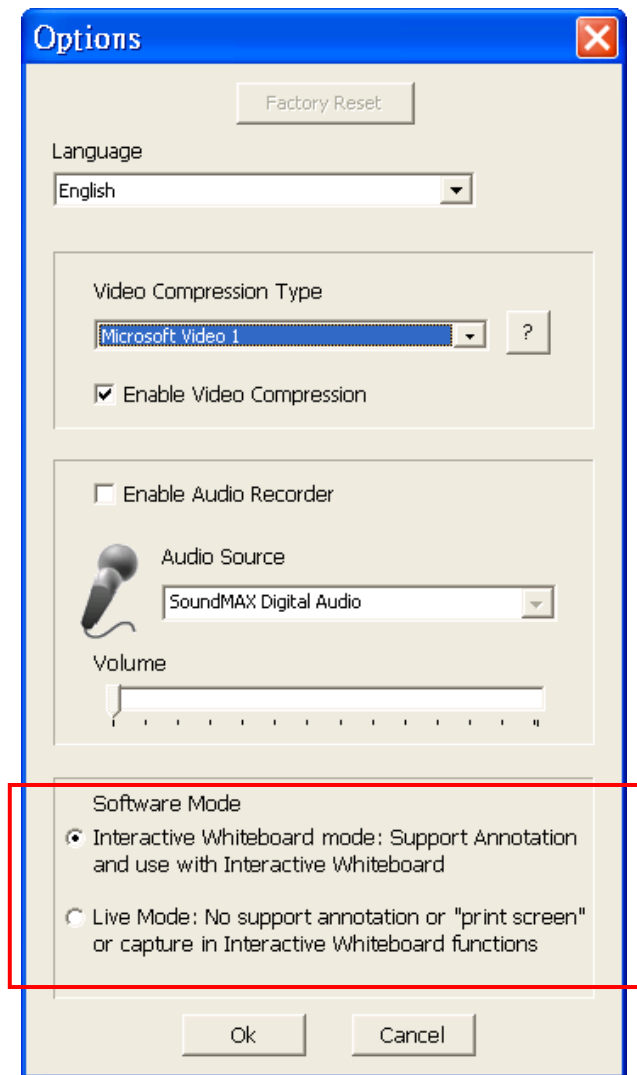 Options
Factory Reset
Language
English
Video Compression Type
Microsoft Video 1
?
Enable Video Compression
Enable Audio Recorder
Audio Source
SoundMAX Digital Audio
Volume
Software Mode
Interactive Whiteboard mode: Support Annotation
and use with Interactive Whiteboard
Live Mode: No support annotation or "print screen"
or capture in Interactive Whiteboard functions
Ok
Cancel